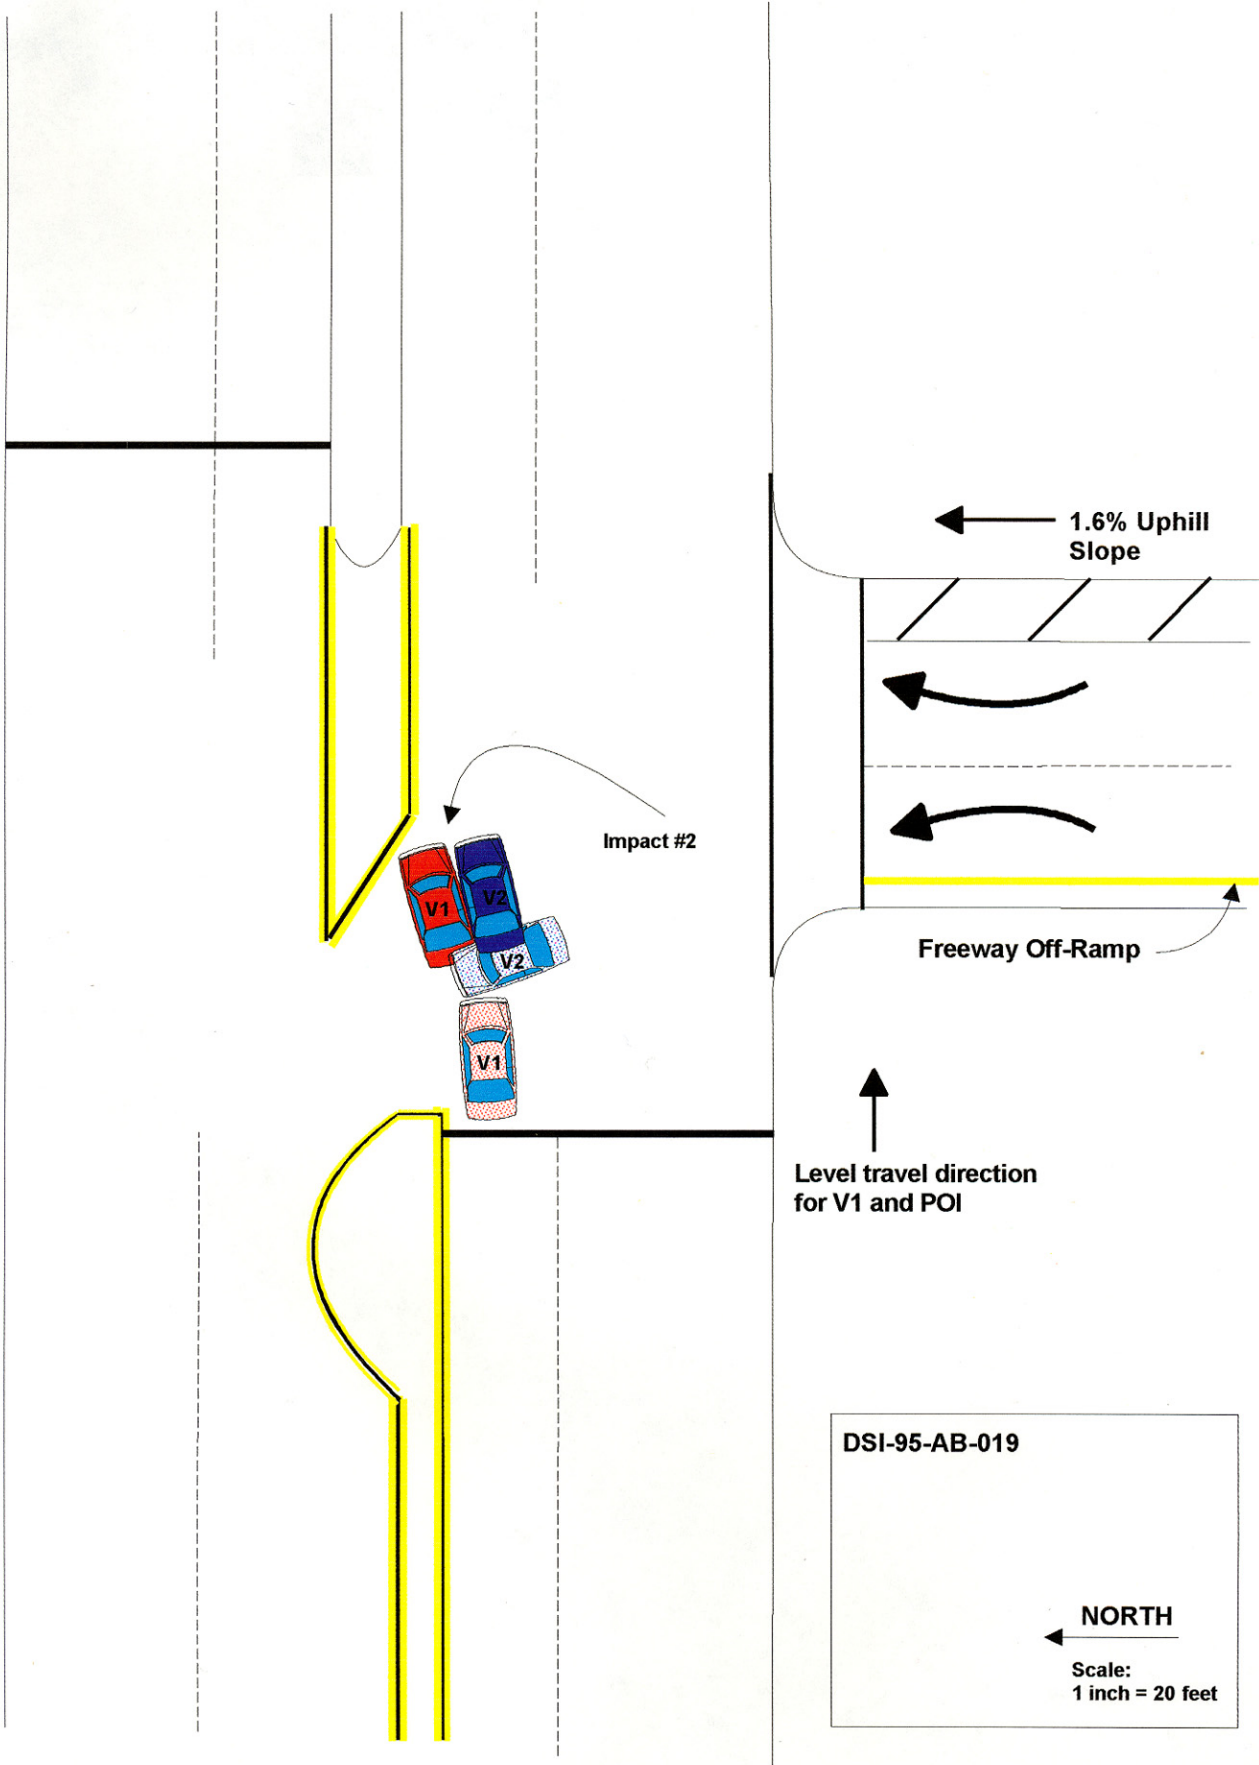 1.6% Uphill
Slope
Impact #2
V1
V2
V2
V1
Freeway Off-Ramp
Level travel direction
for V1 and POI
DSI-95-AB-019
NORTH
Scale:
1 inch = 20 feet